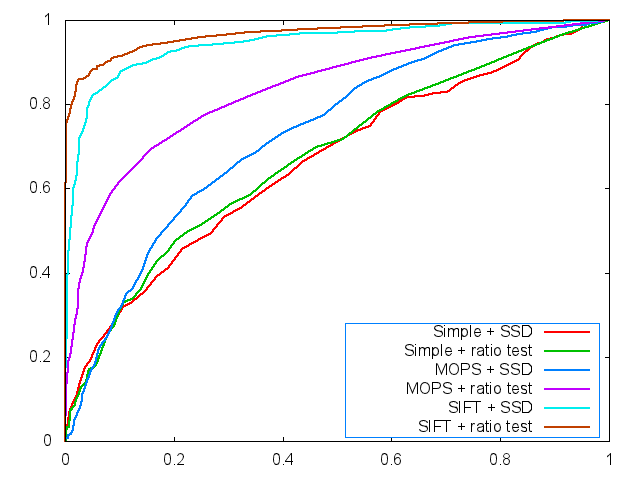 1
0.8
0.6
0.4
0.2
0
0
0.2
0.4
0.6
0.8
1
Simple + SSD
Simple + ratio test
MOPS + SSD
MOPS + ratio test
SIFT + SSD
SIFT + ratio test